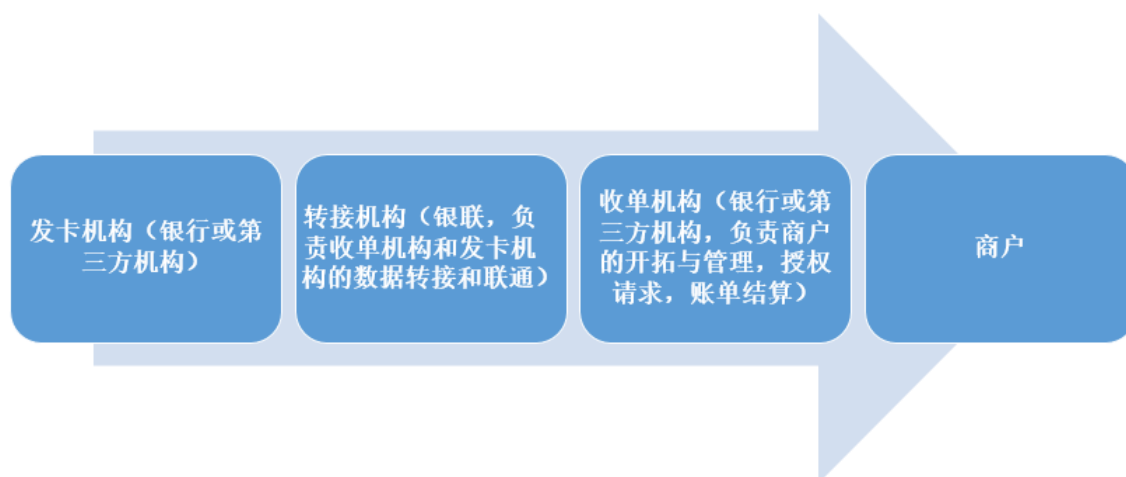 发卡机构（银行或第
三方机构）
转接机构（银联，负
责收单机构和发卡机
构的数据转接和联通）
收单机构（银行或第
三方机构，负责商户
的开拓与管理，授权
请求，账单结算）
商户